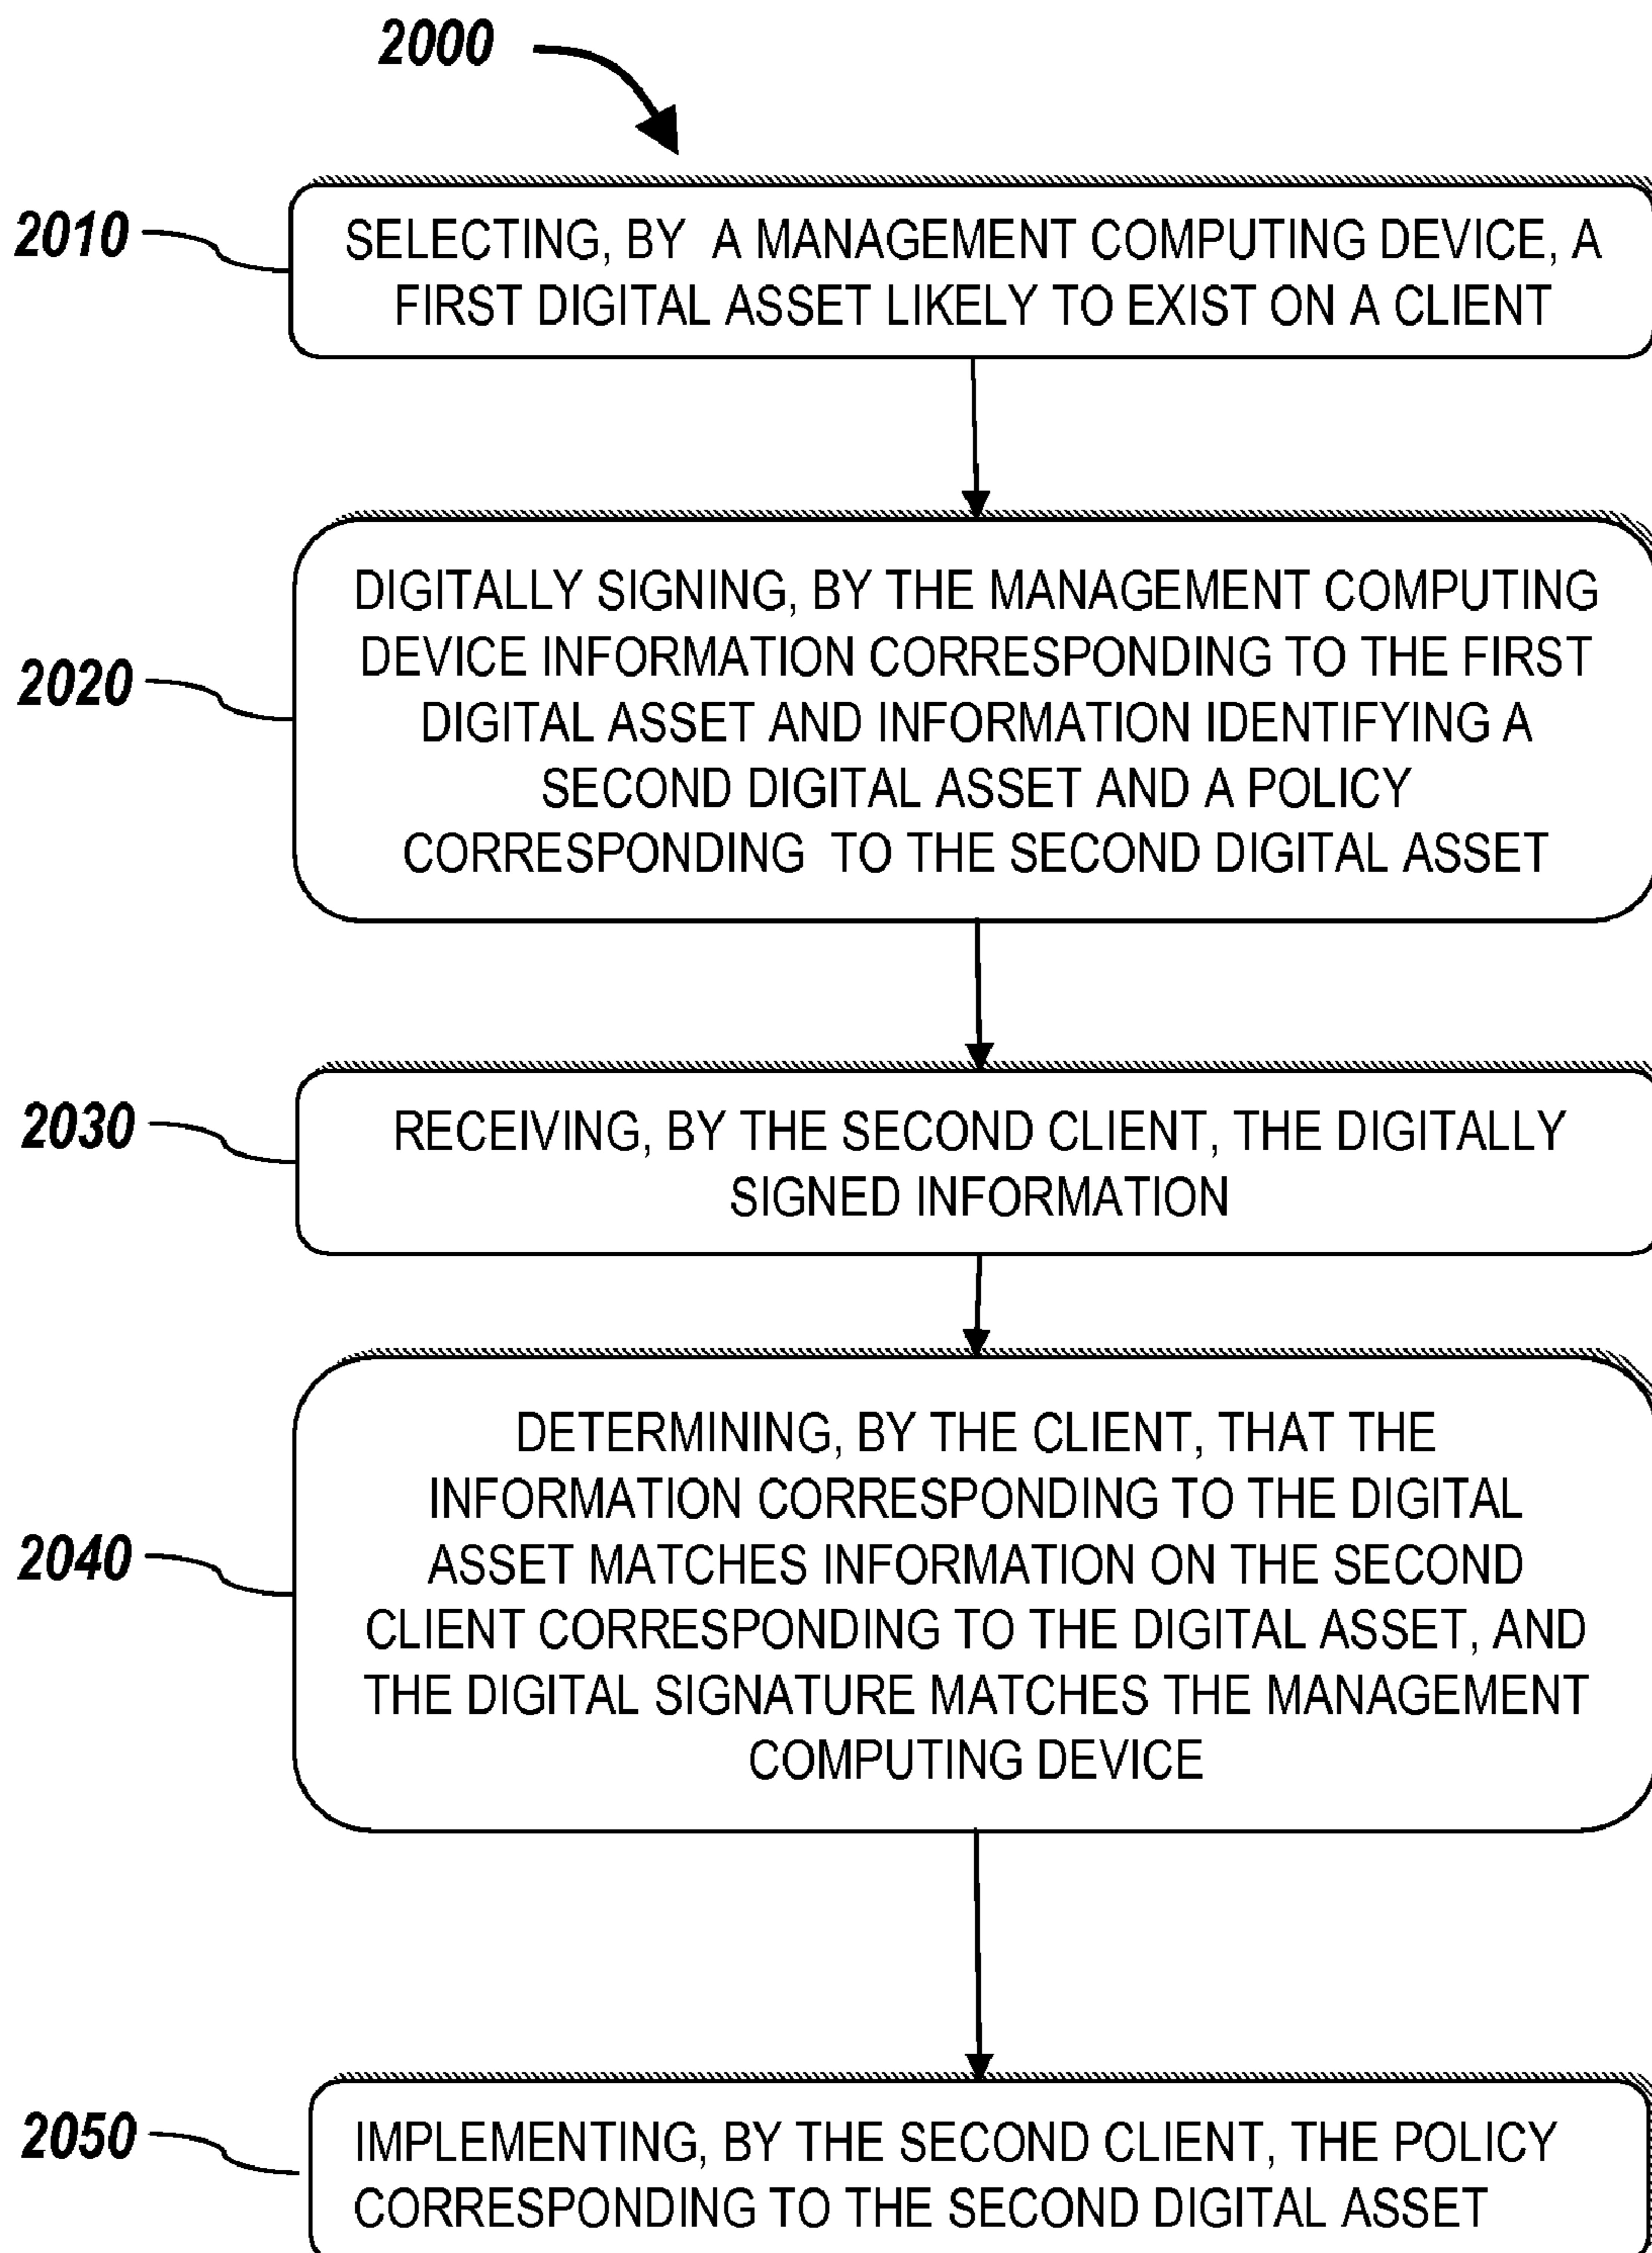 2000
2010
SELECTING, BY A MANAGEMENT COMPUTING DEVICE, A
FIRST DIGITAL ASSET LIKELY TO EXIST ON A CLIENT
2020
DIGITALLY SIGNING, BY THE MANAGEMENT COMPUTING
DEVICE INFORMATION CORRESPONDING TO THE FIRST
DIGITAL ASSET AND INFORMATION IDENTIFYING A
SECOND DIGITAL ASSET AND A POLICY
CORRESPONDING TO THE SECOND DIGITAL ASSET
2030
RECEIVING, BY THE SECOND CLIENT, THE DIGITALLY
SIGNED INFORMATION
2040
DETERMINING, BY THE CLIENT, THAT THE
INFORMATION CORRESPONDING TO THE DIGITAL
ASSET MATCHES INFORMATION ON THE SECOND
CLIENT CORRESPONDING TO THE DIGITAL ASSET, AND
THE DIGITAL SIGNATURE MATCHES THE MANAGEMENT
COMPUTING DEVICE
2050
IMPLEMENTING, BY THE SECOND CLIENT, THE POLICY
CORRESPONDING TO THE SECOND DIGITAL ASSET